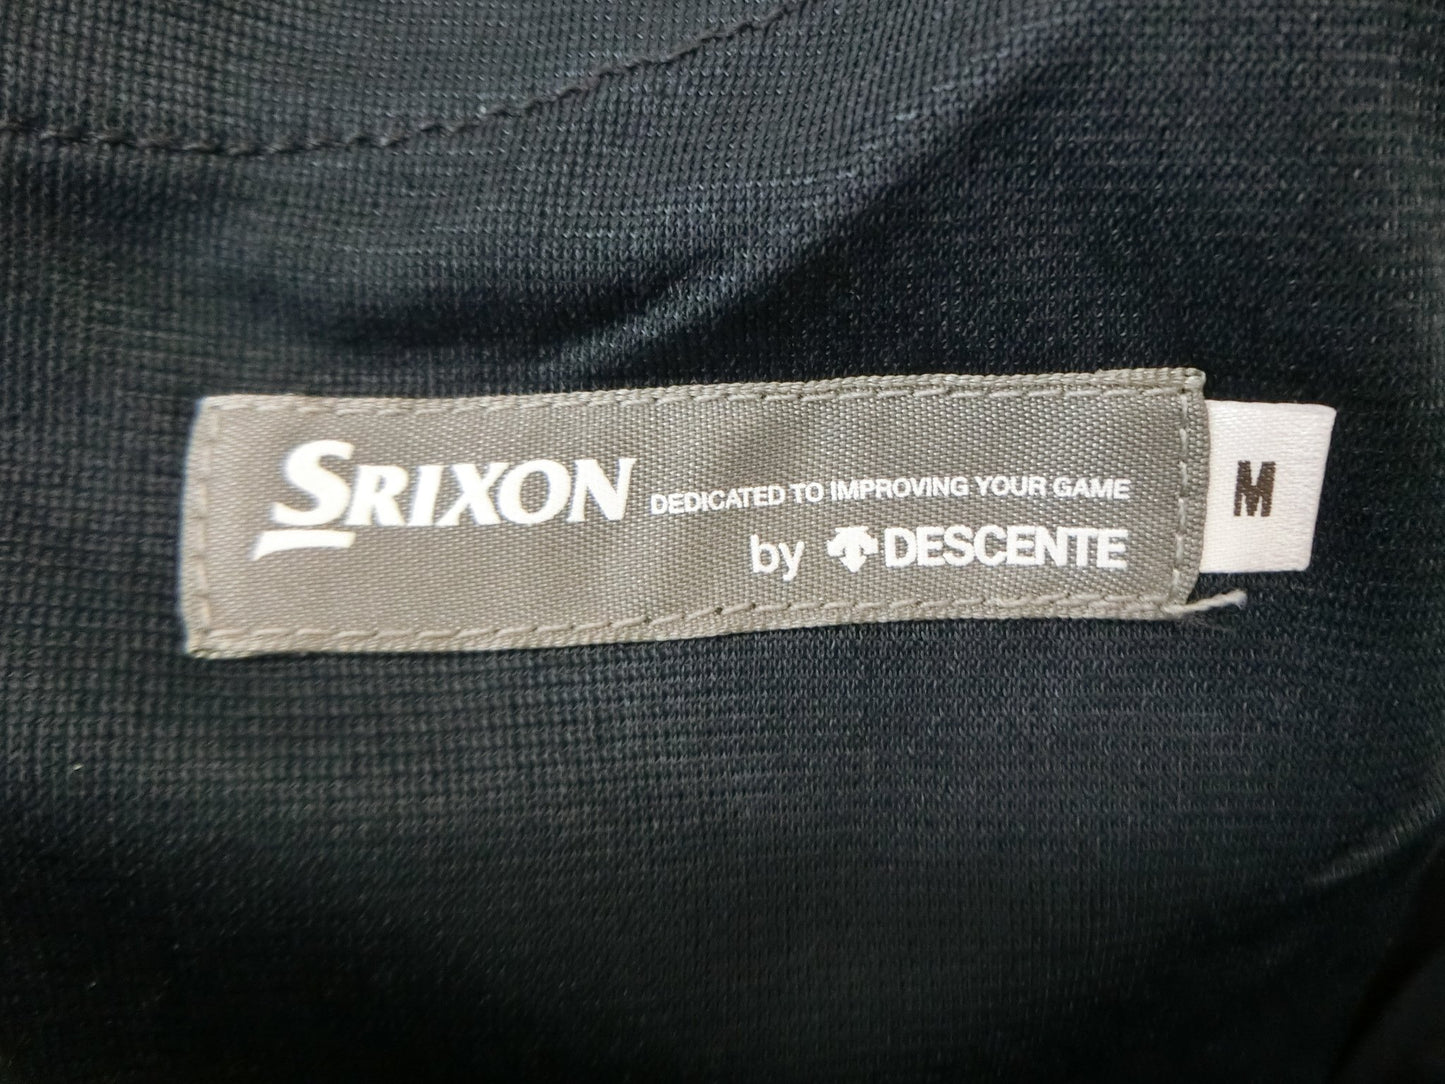 SRIXON DEDICATED TO IMPROVING YOUR GAME
by DESCENTE
M